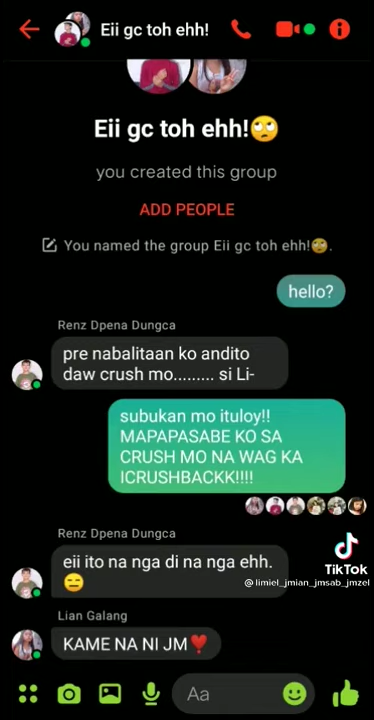 Eii gc toh ehh!
Eii gc toh ehh!🙄
you created this group
ADD PEOPLE
You named the group Eii gc toh ehh!🙄.
hello?
Renz Dpena Dungca
pre nabalitaan ko andito
daw crush mo......... si Li-
subukan mo ituloy!!
MAPAPASABE KO SA
CRUSH MO NA WAG KA
ICRUSHBACKK!!!!
Renz Dpena Dungca
eii ito na nga di na nga ehh.
😑
TikTok
@limiel_jmian_jmsab_jmzel
Lian Galang
KAME NA NI JM❣️
Aa